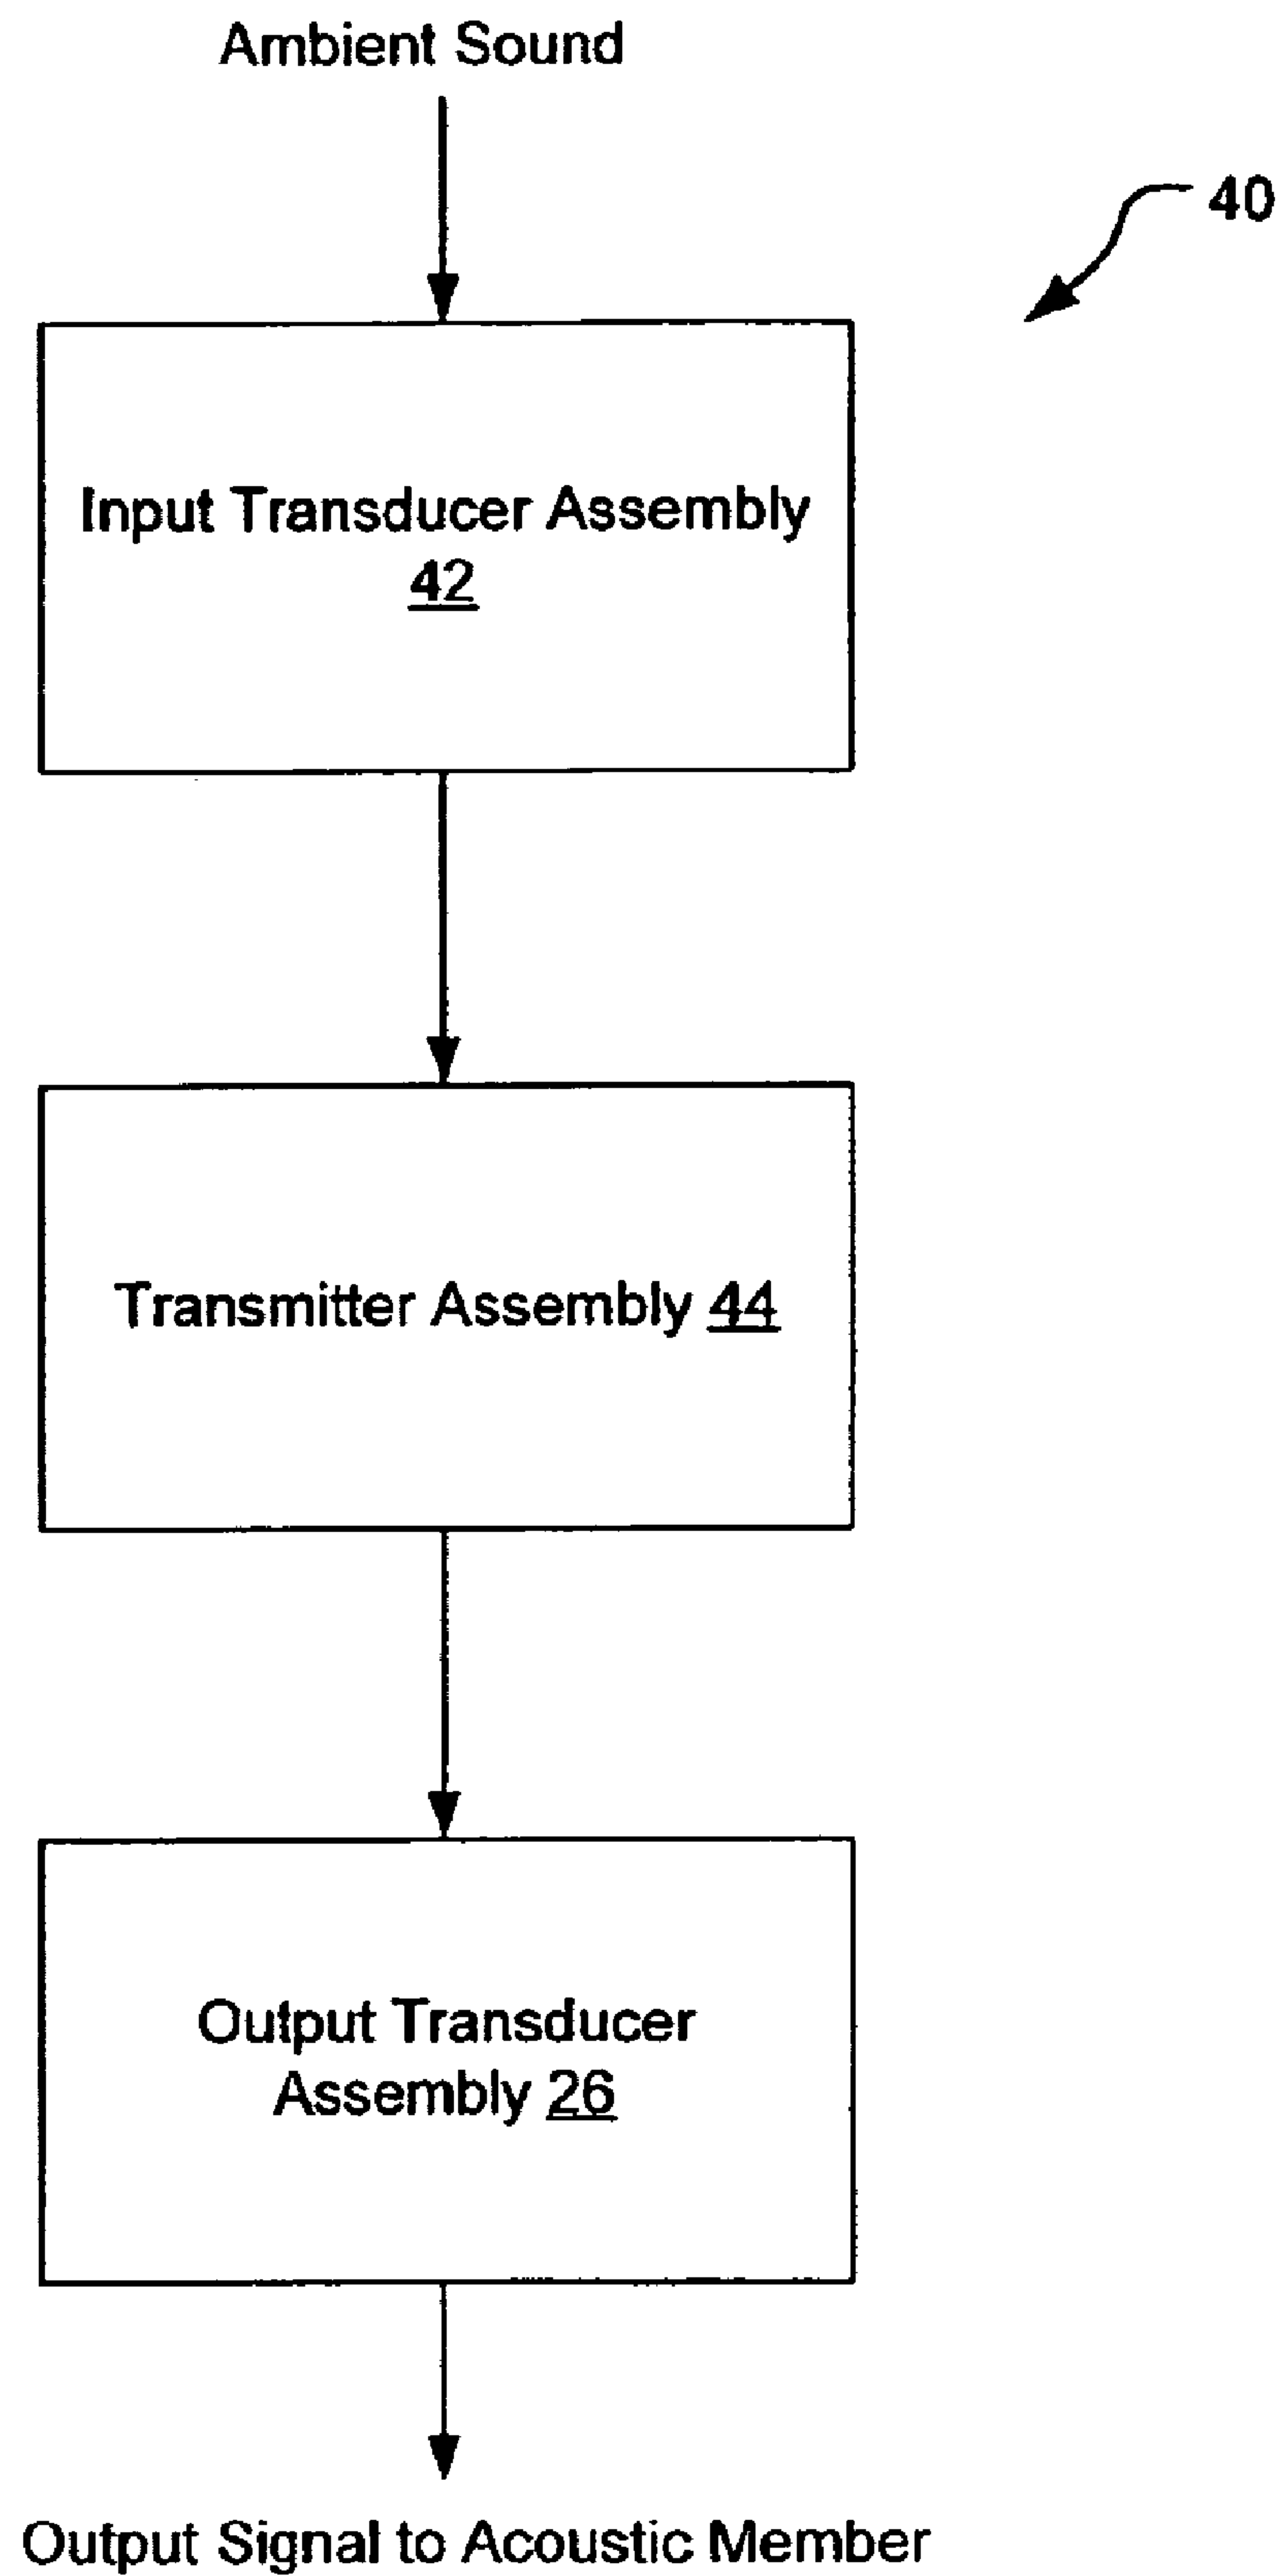 Ambient Sound
40
Input Transducer Assembly
42
Transmitter Assembly 44
Output Transducer
Assembly 26
Output Signal to Acoustic Member